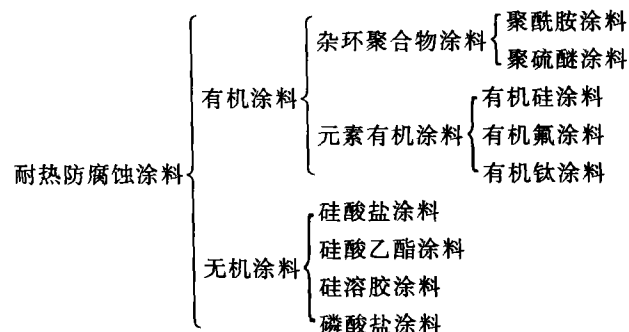 耐热防腐蚀涂料
有机涂料
杂环聚合物涂料
聚酰胺涂料
聚硫醚涂料
元素有机涂料
有机硅涂料
有机氟涂料
有机钛涂料
无机涂料
硅酸盐涂料
硅酸乙酯涂料
硅溶胶涂料
磷酸盐涂料